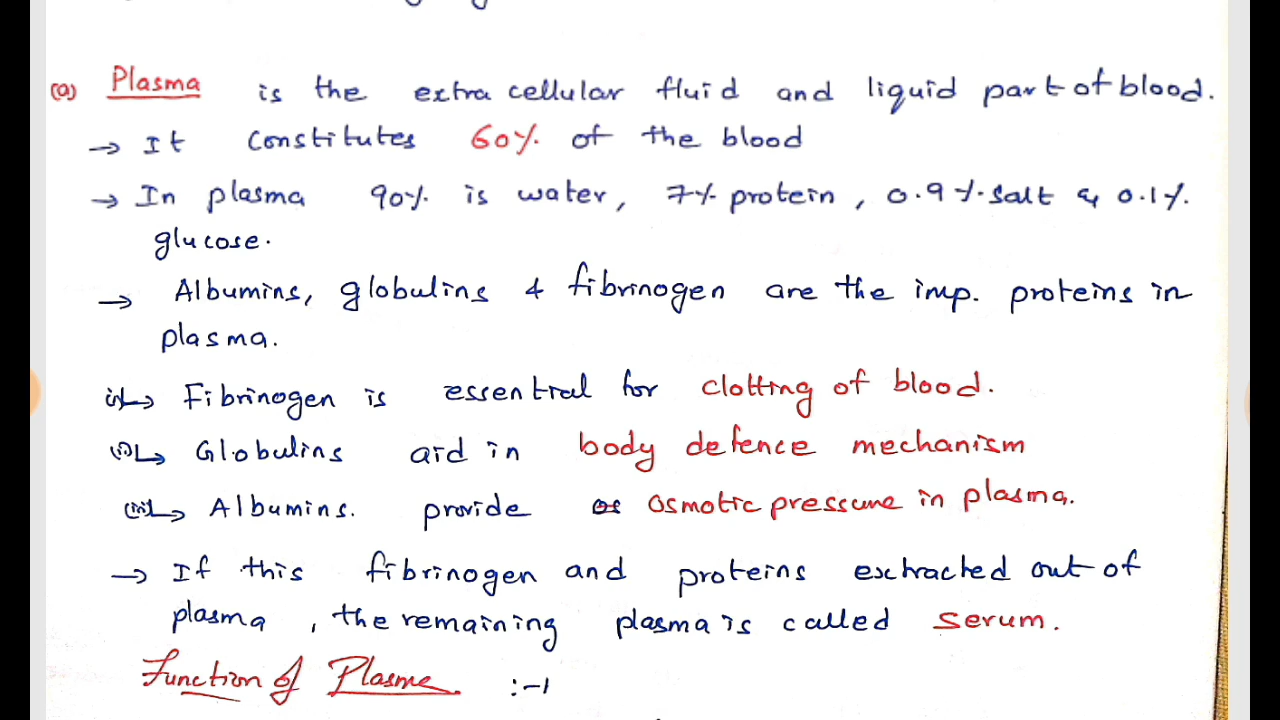 (a) Plasma is the extra cellular fluid and liquid part of blood.
→ It constitutes 60% of the blood
→ In plasma 90% is water, 7% protein, 0.9% salt & 0.1%
glucose.
→ Albumins, globulins & fibrinogen are the imp. proteins in
plasma.
(i)↳ Fibrinogen is essential for clotting of blood.
(ii)↳ Globulins aid in body defence mechanism
(iii)↳ Albumins. provide osmotic pressure in plasma.
→ If this fibrinogen and proteins extracted out of
plasma, the remaining plasma is called serum.
Function of Plasma :-